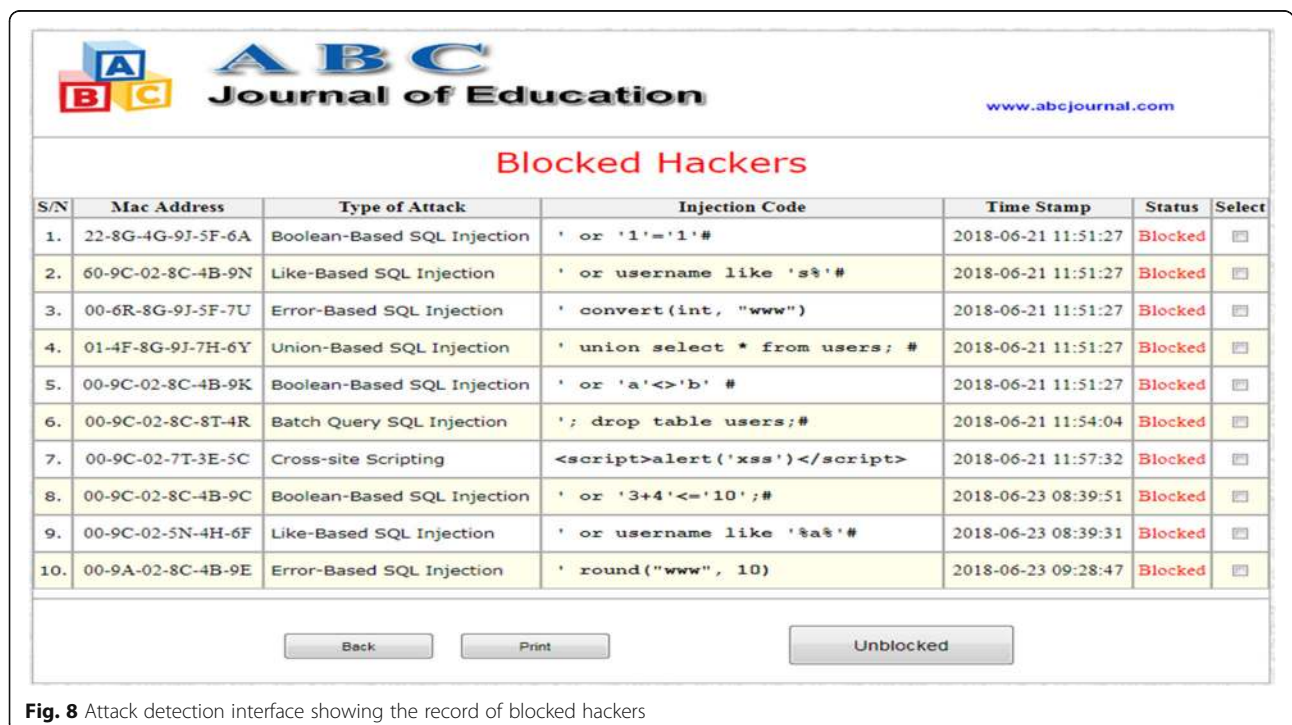 A
B C
A B C
Journal of Education
www.abcjournal.com
Blocked Hackers
S/N Mac Address Type of Attack Injection Code Time Stamp Status Select
1. 22-8G-4G-9J-5F-6A Boolean-Based SQL Injection ' or '1'='1'# 2018-06-21 11:51:27 Blocked
2. 60-9C-02-8C-4B-9N Like-Based SQL Injection ' or username like 's%'# 2018-06-21 11:51:27 Blocked
3. 00-6R-8G-9J-5F-7U Error-Based SQL Injection ' convert(int, "www") 2018-06-21 11:51:27 Blocked
4. 01-4F-8G-9J-7H-6Y Union-Based SQL Injection ' union select * from users; # 2018-06-21 11:51:27 Blocked
5. 00-9C-02-8C-4B-9K Boolean-Based SQL Injection ' or 'a'<>'b' # 2018-06-21 11:51:27 Blocked
6. 00-9C-02-8C-8T-4R Batch Query SQL Injection '; drop table users;# 2018-06-21 11:54:04 Blocked
7. 00-9C-02-7T-3E-5C Cross-site Scripting <script>alert('xss')</script> 2018-06-21 11:57:32 Blocked
8. 00-9C-02-8C-4B-9C Boolean-Based SQL Injection ' or '3+4'<='10';# 2018-06-23 08:39:51 Blocked
9. 00-9C-02-5N-4H-6F Like-Based SQL Injection ' or username like '%a%'# 2018-06-23 08:39:31 Blocked
10. 00-9A-02-8C-4B-9E Error-Based SQL Injection ' round("www", 10) 2018-06-23 09:28:47 Blocked
Back Print Unblocked
Fig. 8 Attack detection interface showing the record of blocked hackers